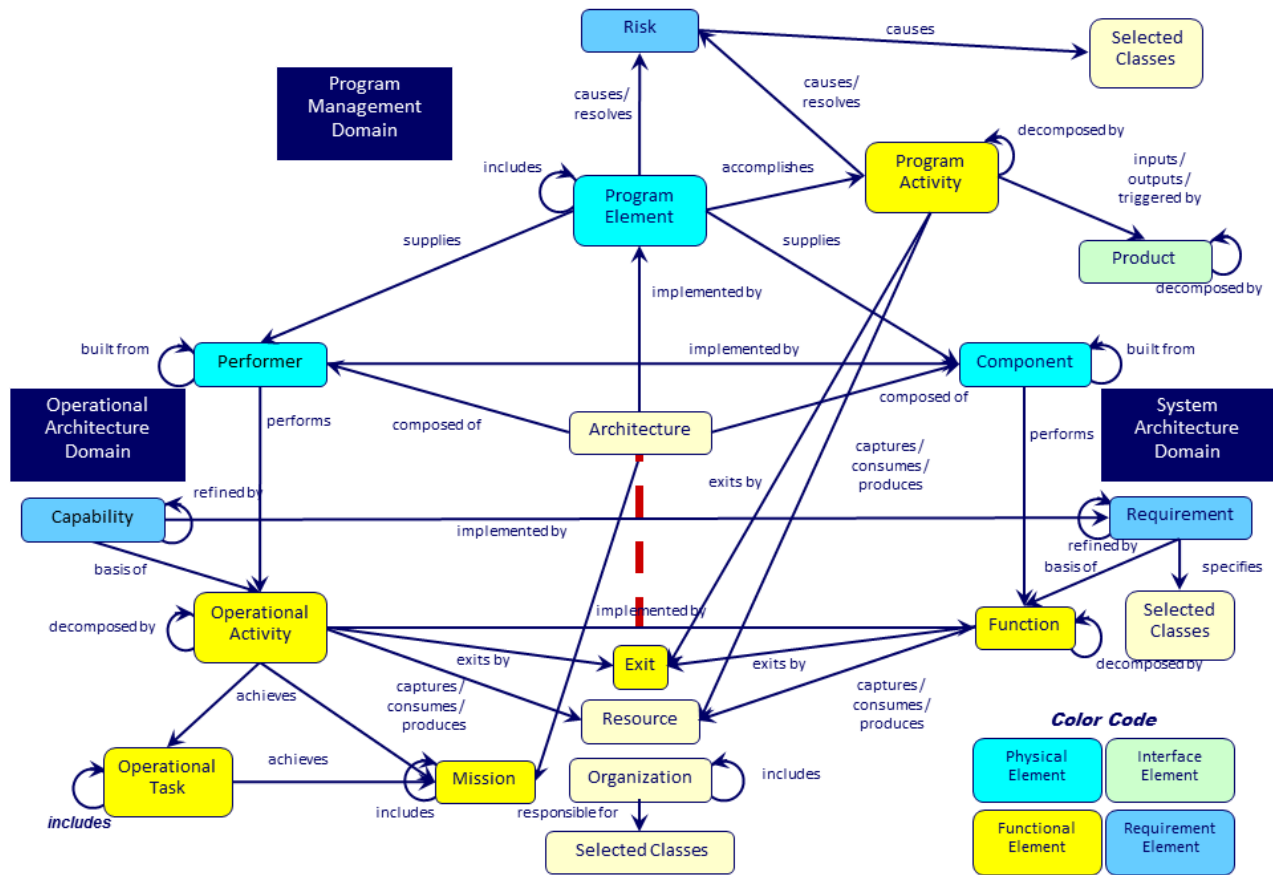 Risk
causes
Selected
Classes
Program
Management
Domain
causes/
resolves
causes/
resolves
decomposed by
includes
accomplishes
Program
Activity
inputs/
outputs/
triggered by
Program
Element
supplies
supplies
Product
decomposed by
implemented by
built from
Performer
implemented by
Component
built from
Operational
Architecture
Domain
performs
composed of
Architecture
composed of
performs
System
Architecture
Domain
captures/
consumes/
produces
exits by
refined by
Capability
implemented by
Requirement
refined by
basis of
basis of
specifies
Operational
Activity
decomposed by
implemented by
Function
Selected
Classes
decomposed by
exits by
Exit
exits by
achieves
captures/
consumes/
produces
Resource
captures/
consumes/
produces
Color Code
Operational
Task
achieves
Mission
Organization
includes
Physical
Element
Interface
Element
includes
includes
responsible for
Selected Classes
Functional
Element
Requirement
Element